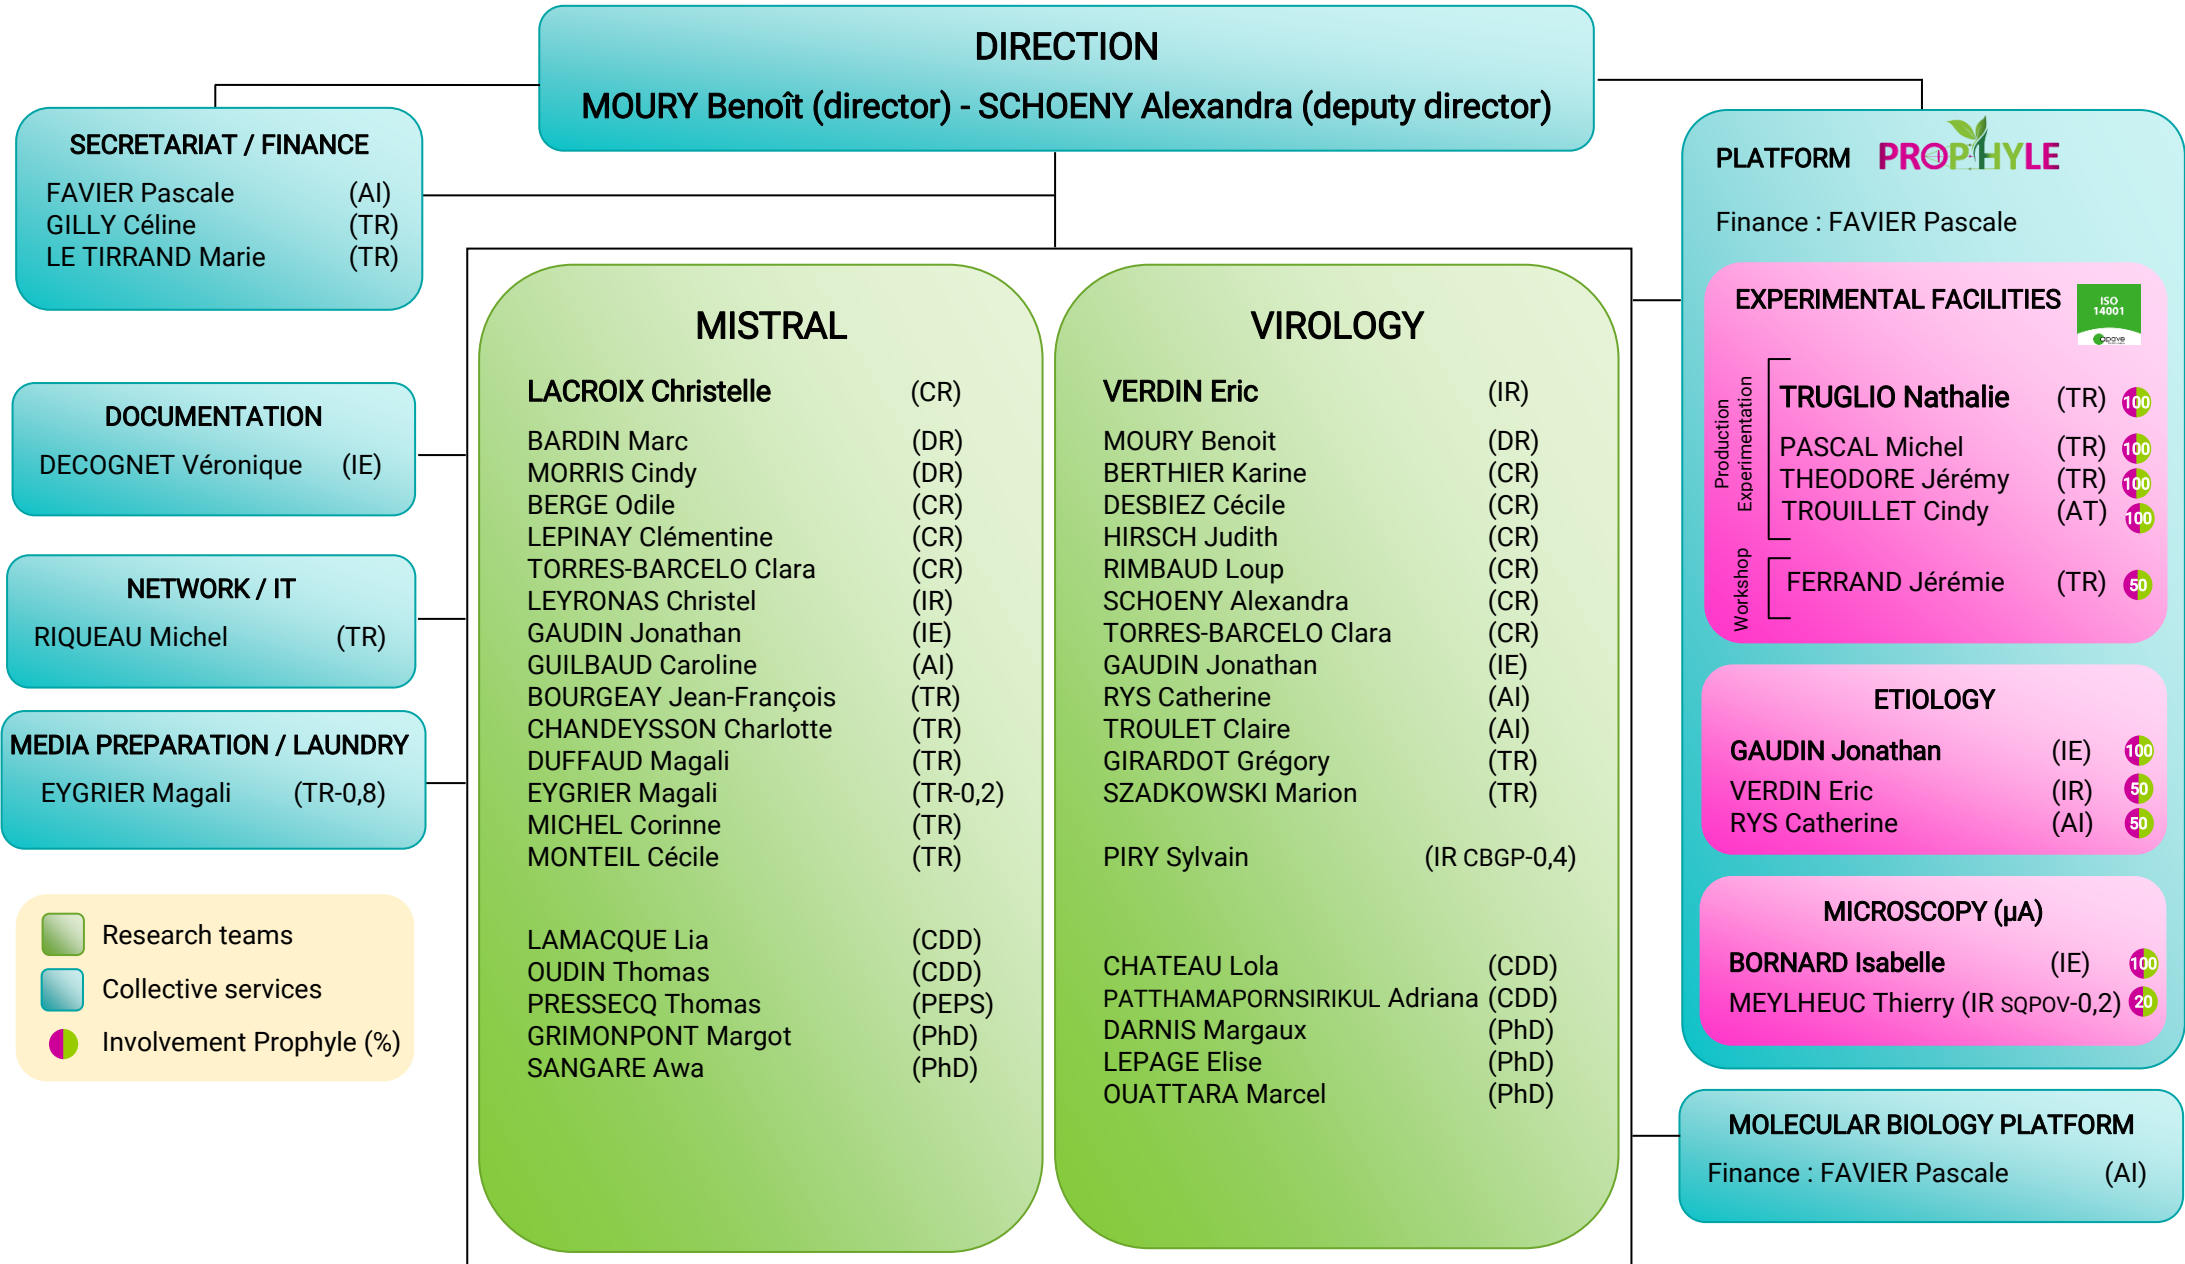 DIRECTION
MOURY Benoît (director) - SCHOENY Alexandra (deputy director)
SECRETARIAT / FINANCE
FAVIER Pascale (AI)
GILLY Céline (TR)
LE TIRRAND Marie (TR)
DOCUMENTATION
DECOGNET Véronique (IE)
NETWORK / IT
RIQUEAU Michel (TR)
MEDIA PREPARATION / LAUNDRY
EYGRIER Magali (TR-0,8)
Research teams
Collective services
Involvement Prophyle (%)
MISTRAL
LACROIX Christelle (CR)
BARDIN Marc (DR)
MORRIS Cindy (DR)
BERGE Odile (CR)
LEPINAY Clémentine (CR)
TORRES-BARCELO Clara (CR)
LEYRONAS Christel (IR)
GAUDIN Jonathan (IE)
GUILBAUD Caroline (AI)
BOURGEAY Jean-François (TR)
CHANDEYSSON Charlotte (TR)
DUFFAUD Magali (TR)
EYGRIER Magali (TR-0,2)
MICHEL Corinne (TR)
MONTEIL Cécile (TR)
LAMACQUE Lia (CDD)
OUDIN Thomas (CDD)
PRESSECQ Thomas (PEPS)
GRIMONPONT Margot (PhD)
SANGARE Awa (PhD)
VIROLOGY
VERDIN Eric (IR)
MOURY Benoit (DR)
BERTHIER Karine (CR)
DESBIEZ Cécile (CR)
HIRSCH Judith (CR)
RIMBAUD Loup (CR)
SCHOENY Alexandra (CR)
TORRES-BARCELO Clara (CR)
GAUDIN Jonathan (IE)
RYS Catherine (AI)
TROULET Claire (AI)
GIRARDOT Grégory (TR)
SZADKOWSKI Marion (TR)
PIRY Sylvain (IR CBGP-0,4)
CHATEAU Lola (CDD)
PATTHAMAPORNSIRIKUL Adriana (CDD)
DARNIS Margaux (PhD)
LEPAGE Elise (PhD)
OUATTARA Marcel (PhD)
PLATFORM PROPHYLE
Finance : FAVIER Pascale
EXPERIMENTAL FACILITIES
ISO
14001
apave
Production
Experimentation
TRUGLIO Nathalie (TR) 100
PASCAL Michel (TR) 100
THEODORE Jérémy (TR) 100
TROUILLET Cindy (AT) 100
Workshop
FERRAND Jérémie (TR) 50
ETIOLOGY
GAUDIN Jonathan (IE) 100
VERDIN Eric (IR) 50
RYS Catherine (AI) 50
MICROSCOPY (µA)
BORNARD Isabelle (IE) 100
MEYLHEUC Thierry (IR SQPOV-0,2) 20
MOLECULAR BIOLOGY PLATFORM
Finance : FAVIER Pascale (AI)